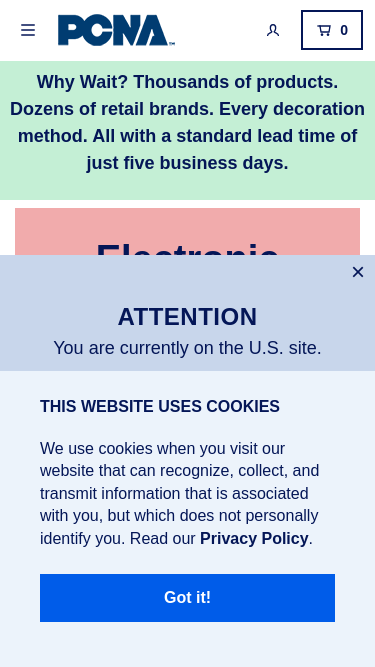 PCNA
0
Why Wait? Thousands of products.
Dozens of retail brands. Every decoration
method. All with a standard lead time of
just five business days.
Electronic
ATTENTION
You are currently on the U.S. site.
THIS WEBSITE USES COOKIES
We use cookies when you visit our
website that can recognize, collect, and
transmit information that is associated
with you, but which does not personally
identify you. Read our Privacy Policy.
Got it!